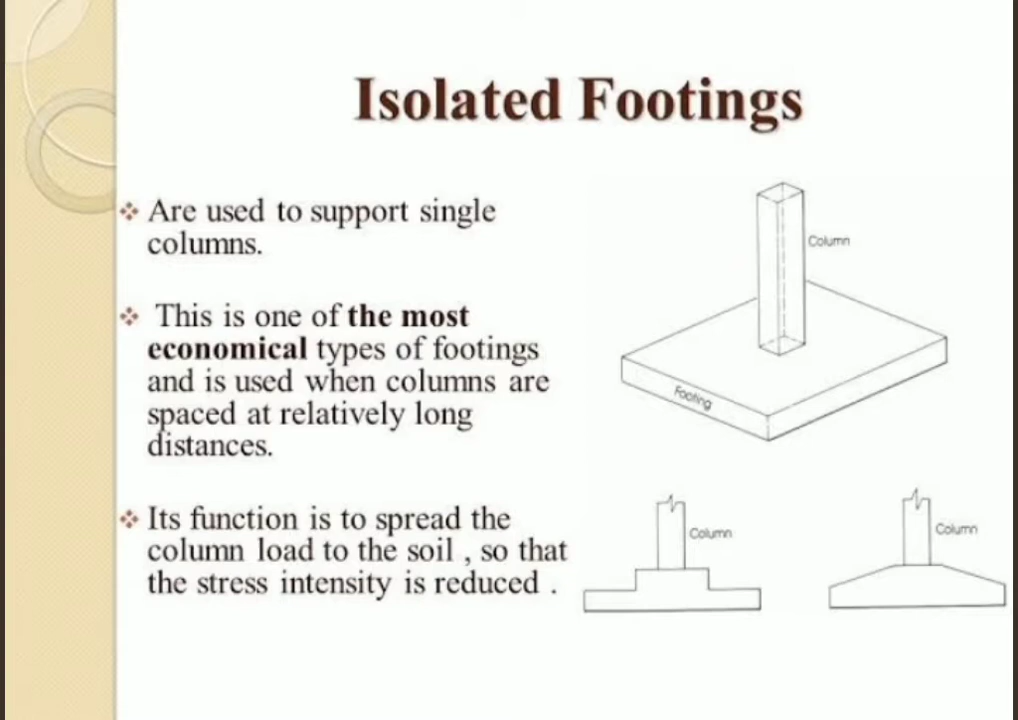 Isolated Footings
Are used to support single
columns.
This is one of the most
economical types of footings
and is used when columns are
spaced at relatively long
distances.
Its function is to spread the
column load to the soil , so that
the stress intensity is reduced .
Column
Footing
Column
Column